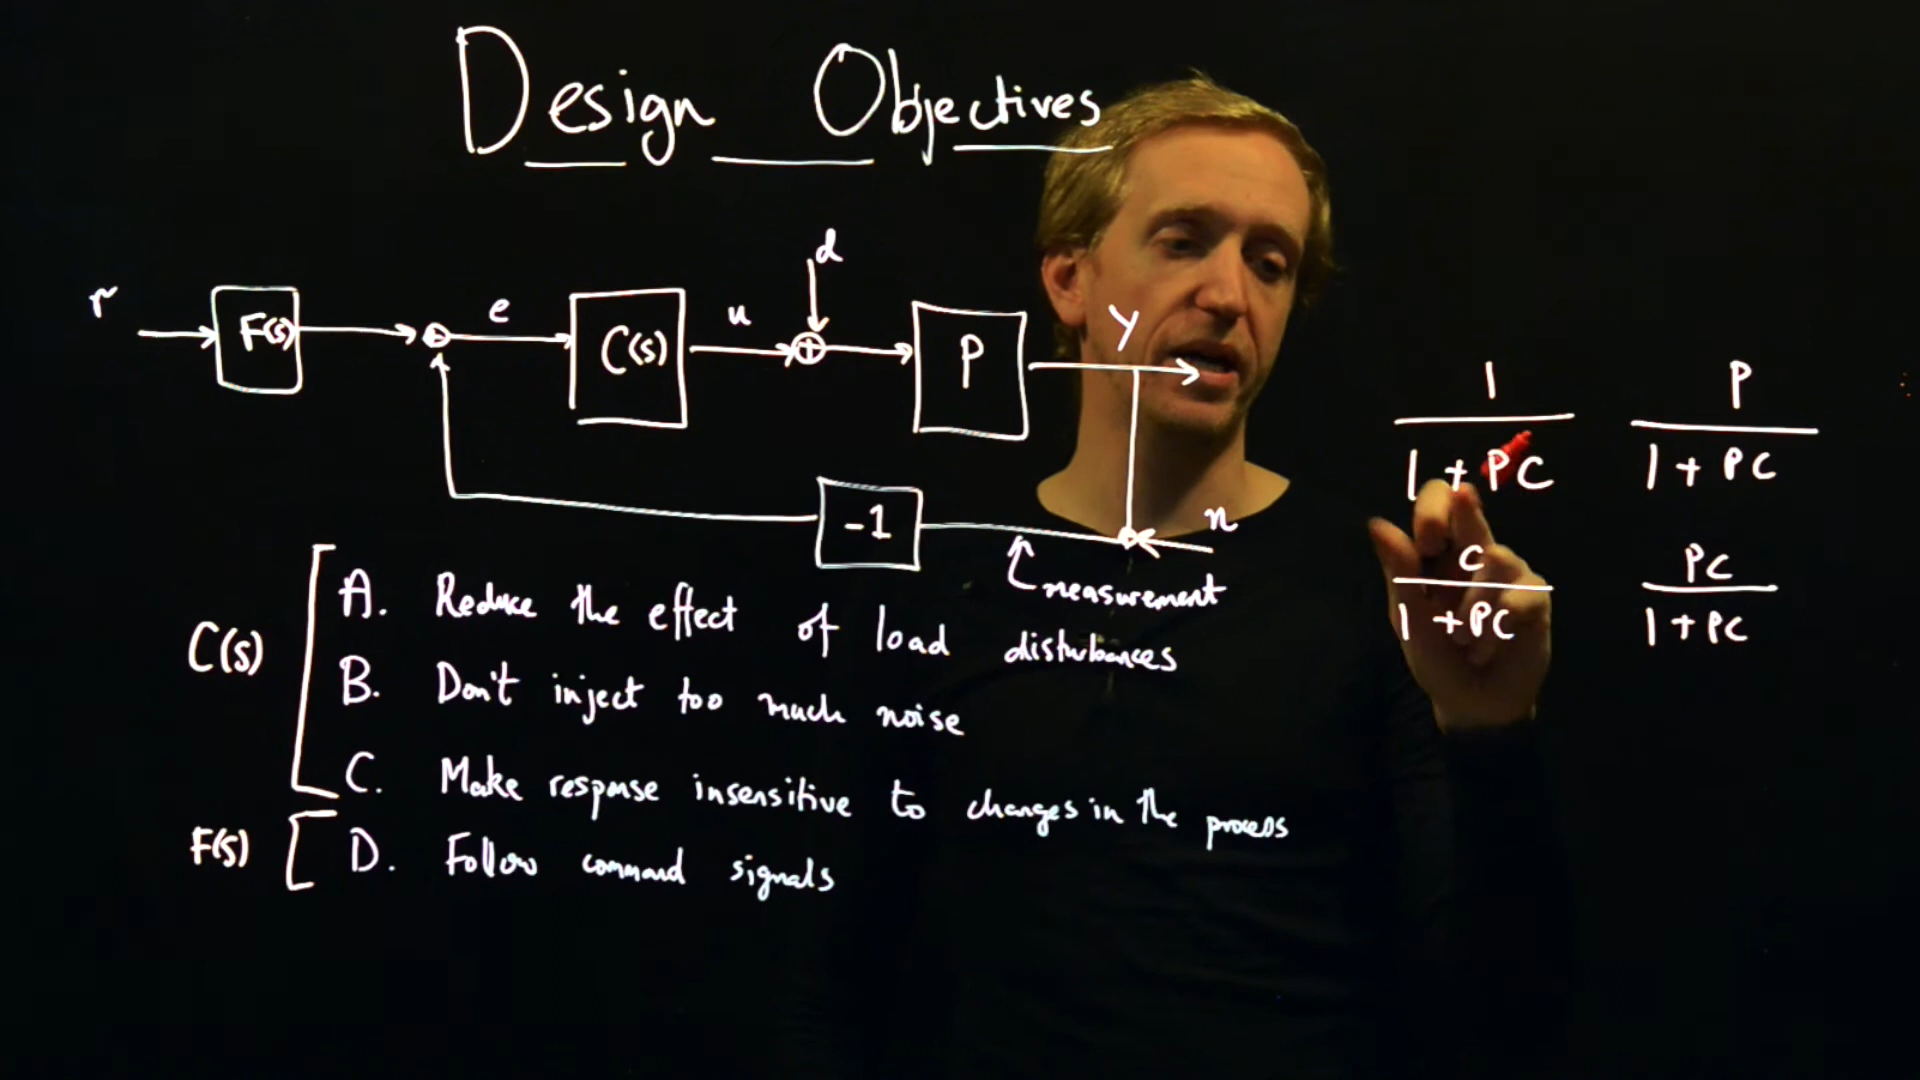 Design Objectives
r
F(s)
e
C(s)
u
d
+
P
y
-1
n
measurement
1
1 + PC
P
1 + PC
C
1 + PC
PC
1 + PC
C(s)
A. Reduce the effect of load disturbances
B. Don't inject too much noise
C. Make response insensitive to changes in the process
F(s)
D. Follow command signals